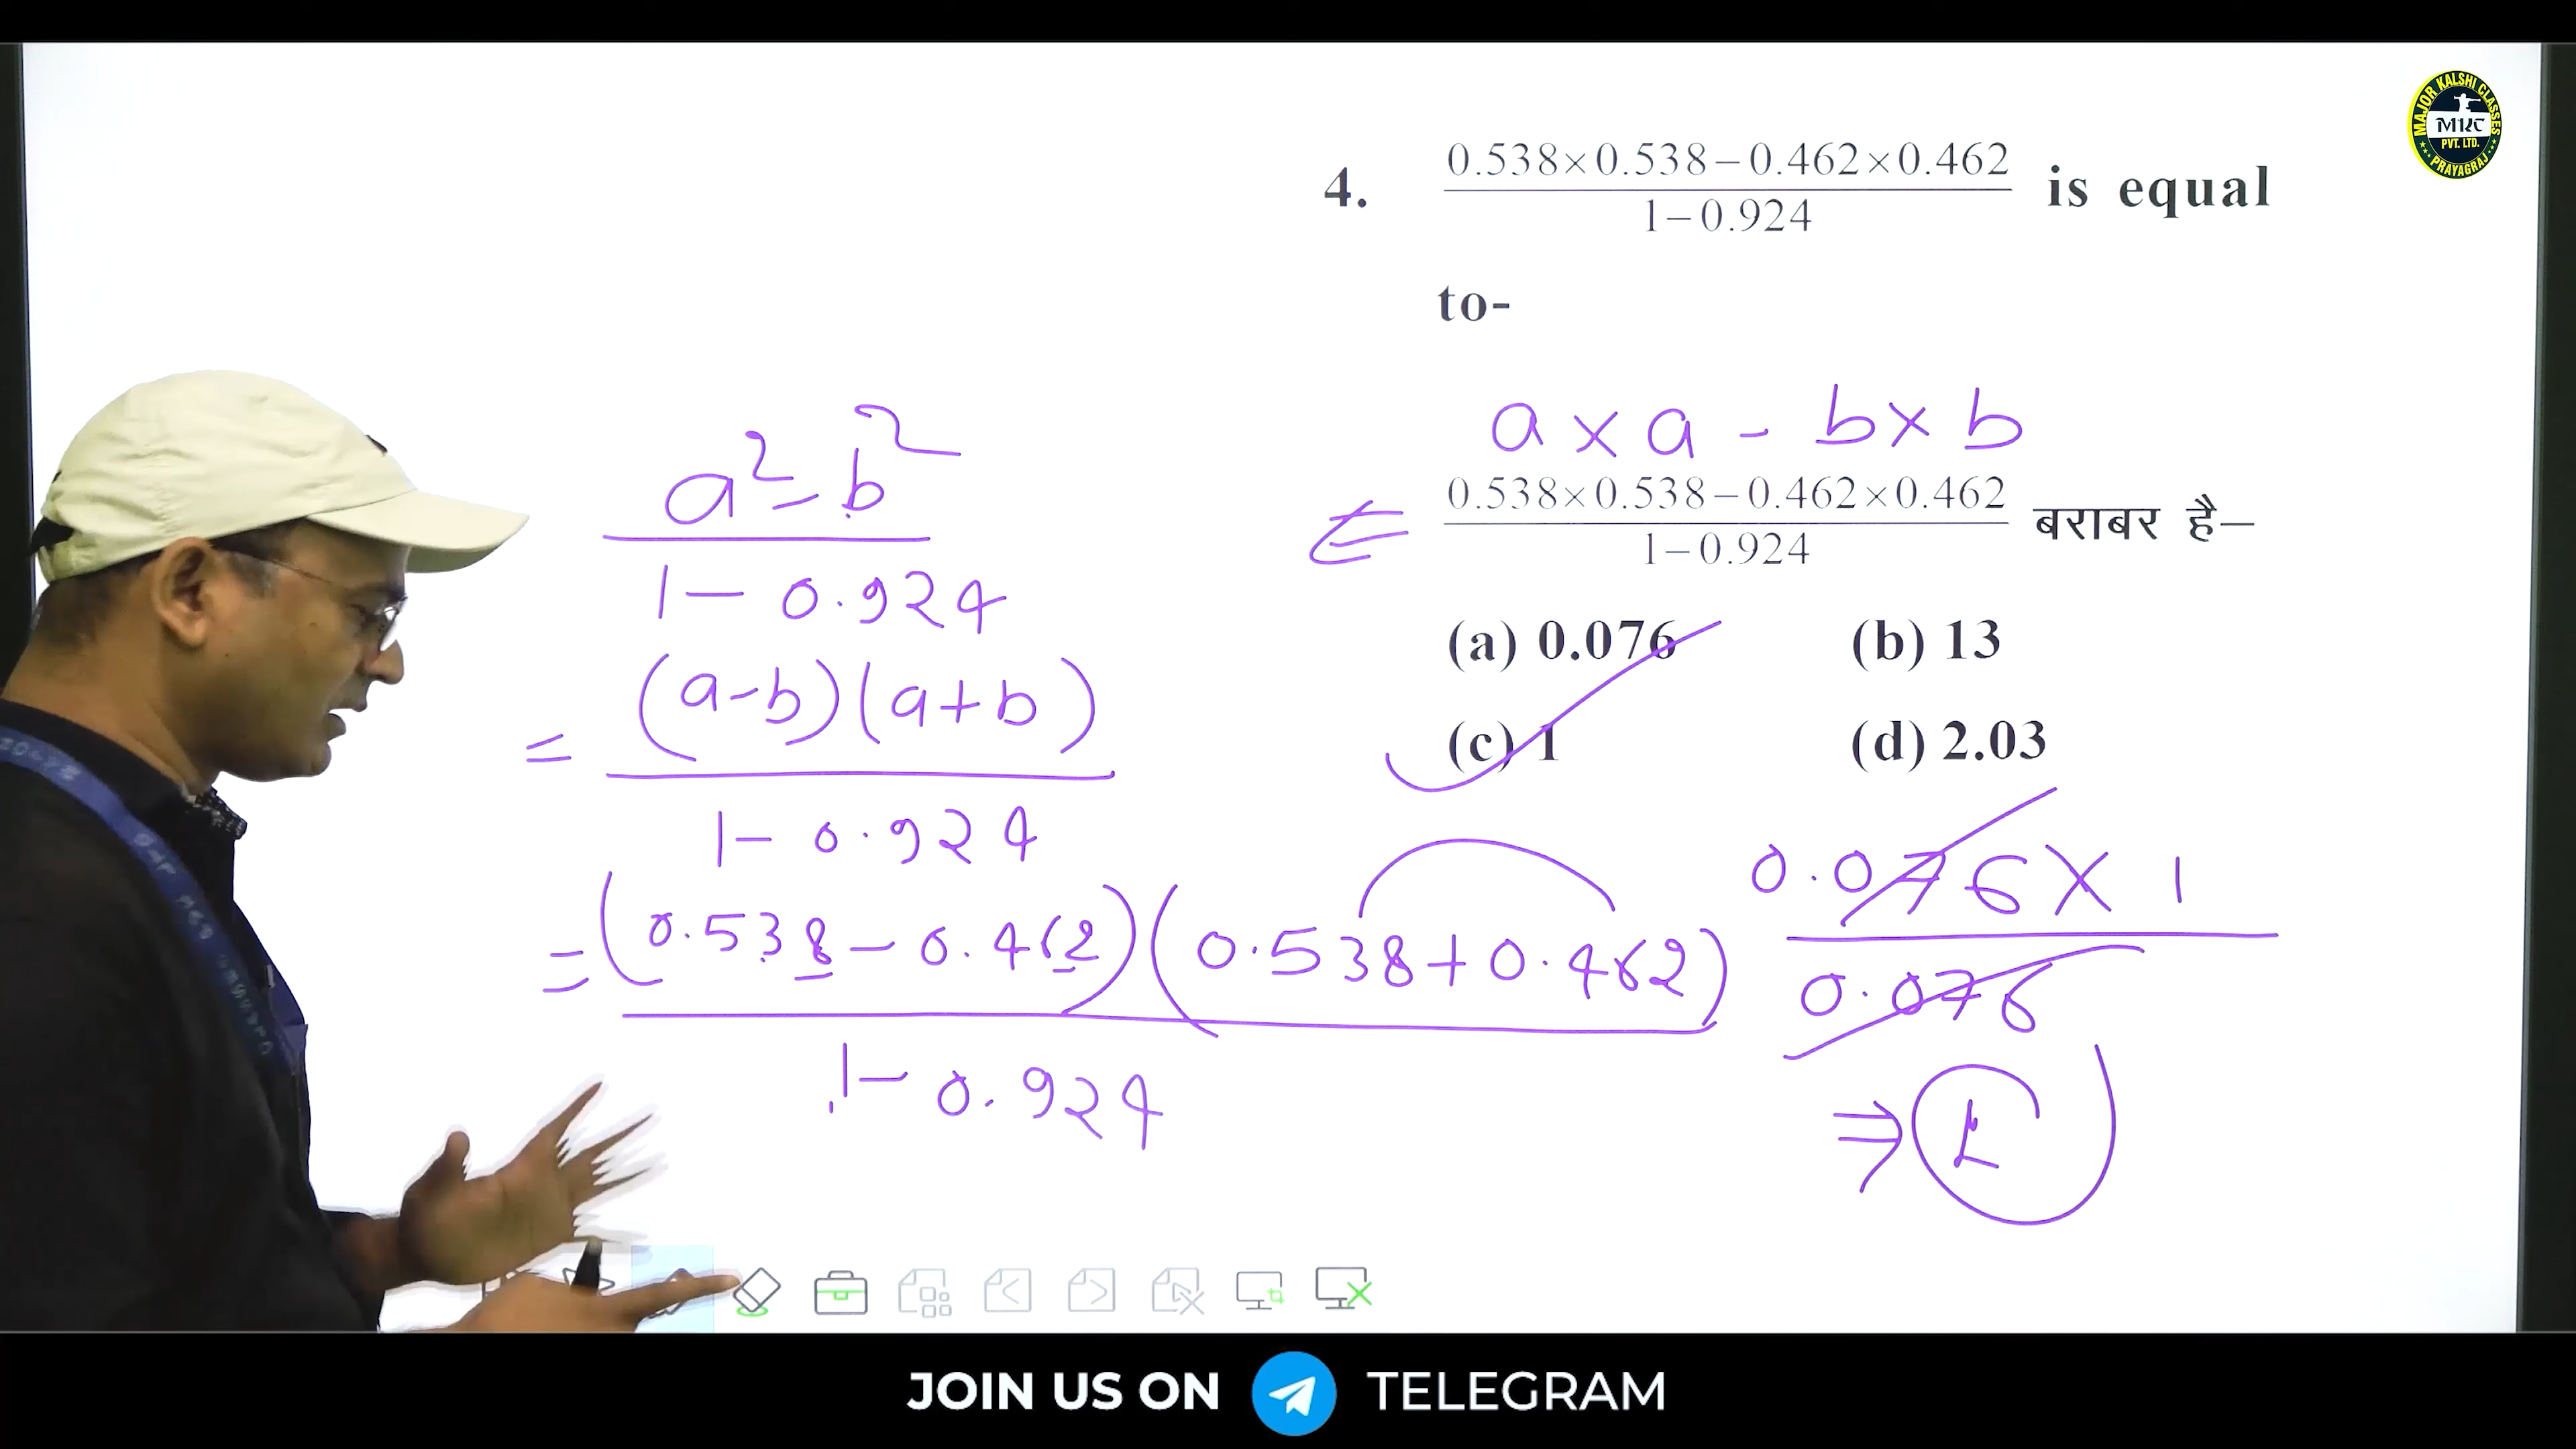 MAJOR KALSHI CLASSES
MKC
PVT. LTD.
PRAYAGRAJ
4. 0.538×0.538−0.462×0.462 is equal
1−0.924
to-
a × a - b × b
0.538×0.538−0.462×0.462 बराबर है–
1−0.924
(a) 0.076 (b) 13
(c) 1 (d) 2.03
a² - b²
1 - 0.924
= (a-b)(a+b)
1 - 0.924
= (0.538 - 0.462)(0.538 + 0.462)
1 - 0.924
0.076 × 1
0.076
⇒ 1
JOIN US ON TELEGRAM